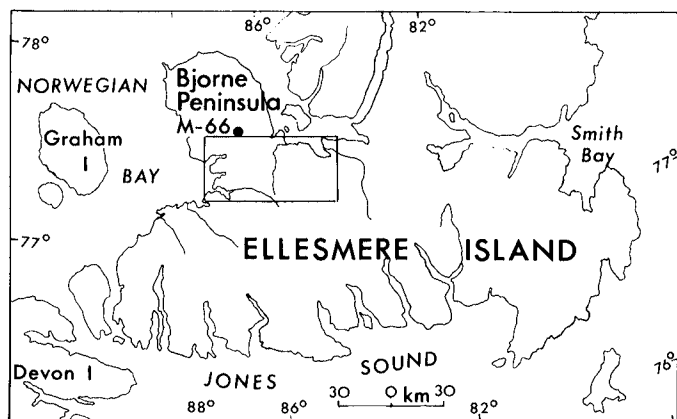 86° 82°
78°
NORWEGIAN
Bjorne
Peninsula
M-66
Graham
I
BAY
Smith
Bay
77°
77°
ELLESMERE ISLAND
Devon I
JONES SOUND
76°
88° 86° 30 0 km 30 82°